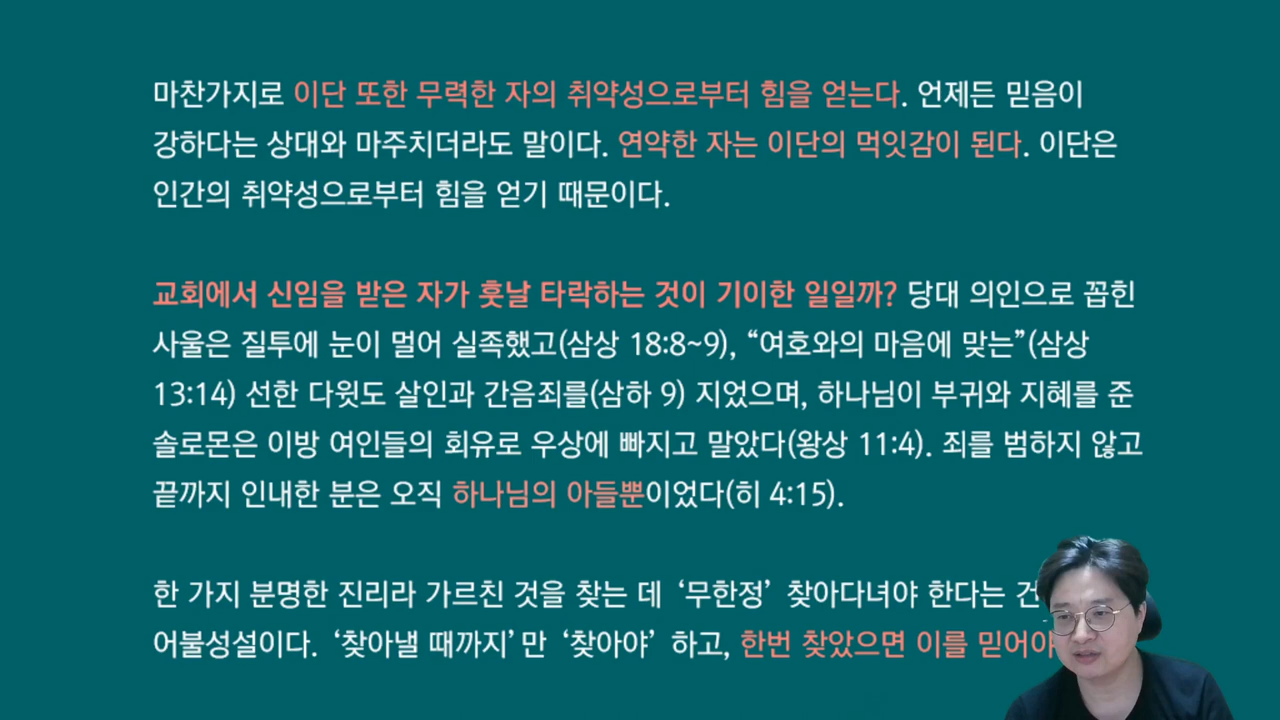 마찬가지로 이단 또한 무력한 자의 취약성으로부터 힘을 얻는다. 언제든 믿음이
강하다는 상대와 마주치더라도 말이다. 연약한 자는 이단의 먹잇감이 된다. 이단은
인간의 취약성으로부터 힘을 얻기 때문이다.
교회에서 신임을 받은 자가 훗날 타락하는 것이 기이한 일일까? 당대 의인으로 꼽힌
사울은 질투에 눈이 멀어 실족했고(삼상 18:8~9), “여호와의 마음에 맞는”(삼상
13:14) 선한 다윗도 살인과 간음죄를(삼하 9) 지었으며, 하나님이 부귀와 지혜를 준
솔로몬은 이방 여인들의 회유로 우상에 빠지고 말았다(왕상 11:4). 죄를 범하지 않고
끝까지 인내한 분은 오직 하나님의 아들뿐이었다(히 4:15).
한 가지 분명한 진리라 가르친 것을 찾는 데 ‘무한정’ 찾아다녀야 한다는 건
어불성설이다. ‘찾아낼 때까지’만 ‘찾아야’ 하고, 한번 찾았으면 이를 믿어야